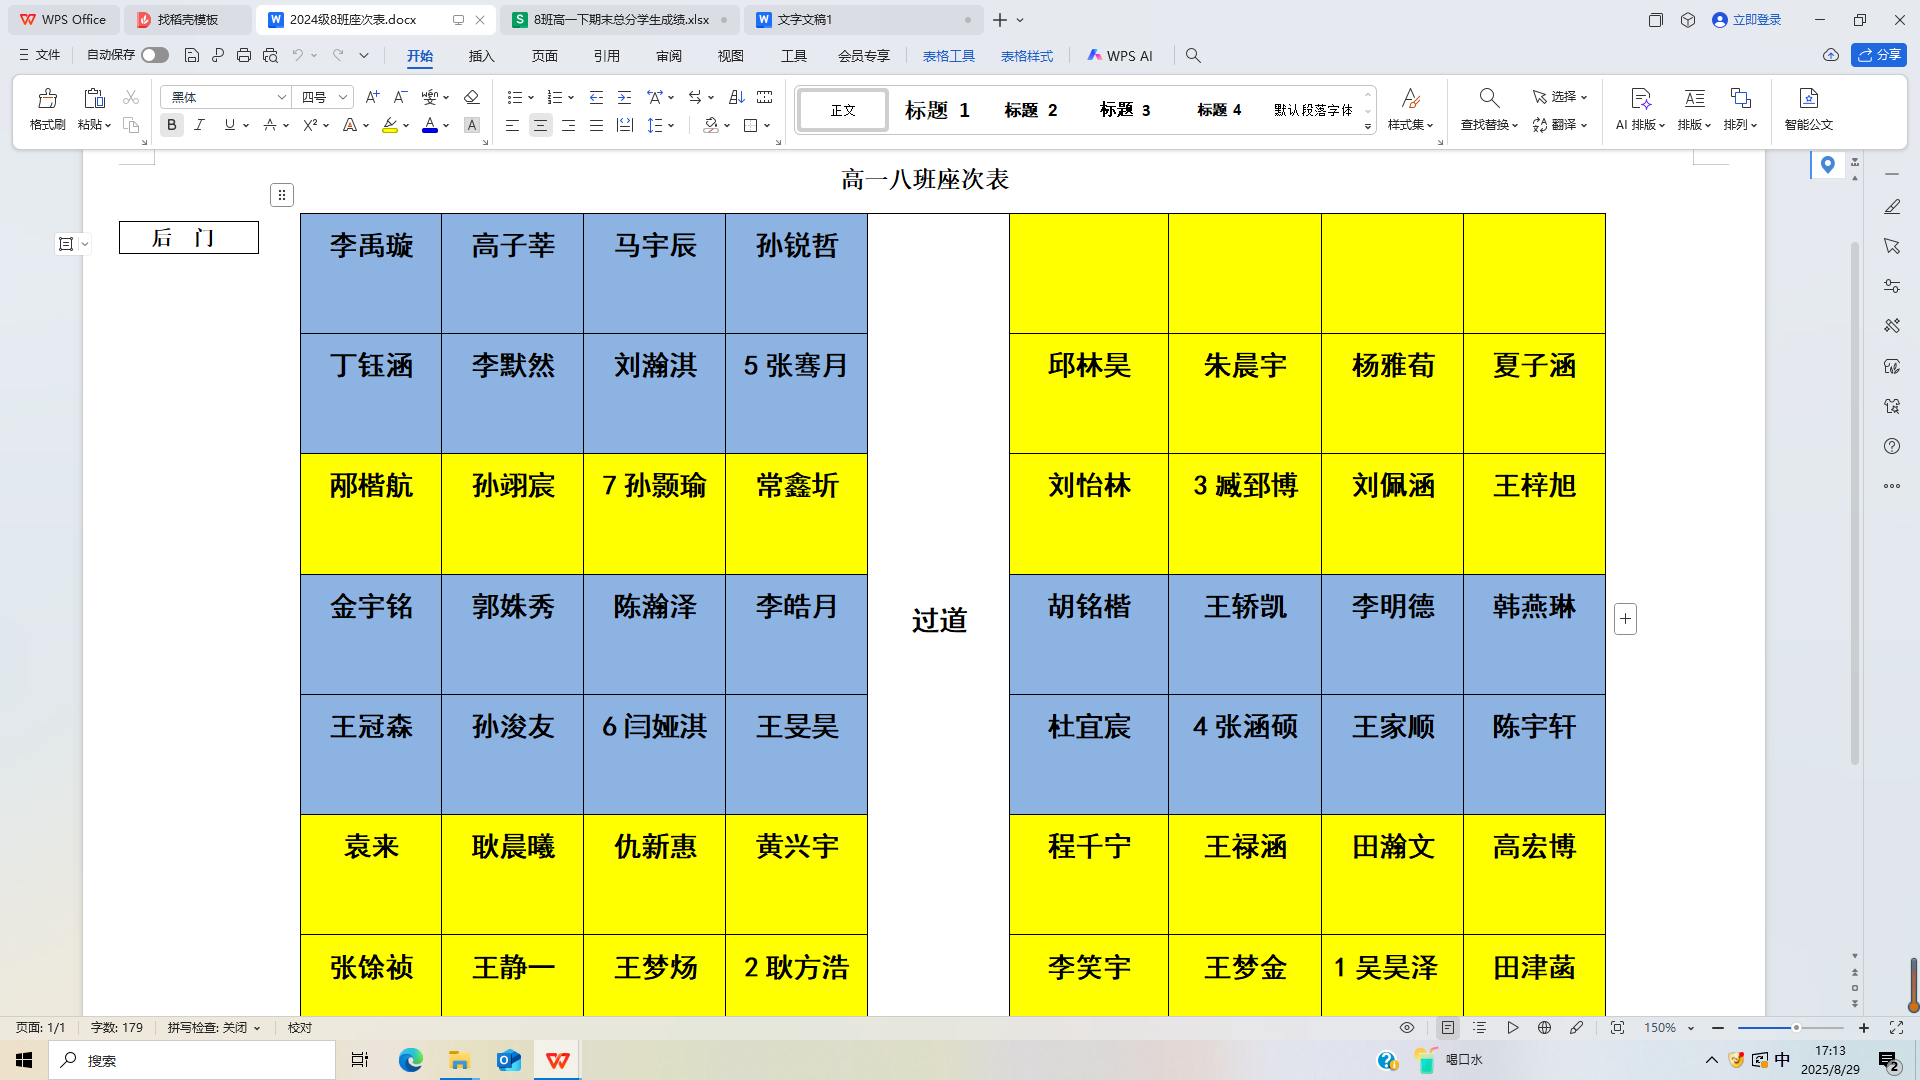 WPS Office 找稻壳模板 2024级8班座次表.docx 8班高一下期末总分学生成绩.xlsx 文字文稿1 立即登录
文件 自动保存 开始 插入 页面 引用 审阅 视图 工具 会员专享 表格工具 表格样式 WPS AI 分享
黑体 四号
格式刷 粘贴 正文 标题 1 标题 2 标题 3 标题 4 默认段落字体 样式集 查找替换 选择 翻译 AI 排版 排版 排列 智能公文
高一八班座次表
后 门
李禹璇 高子莘 马宇辰 孙锐哲
丁钰涵 李默然 刘瀚淇 5张骞月 邱林昊 朱晨宇 杨雅荀 夏子涵
邴楷航 孙翊宸 7孙颢瑜 常鑫圻 刘怡林 3臧郅博 刘佩涵 王梓旭
金宇铭 郭姝秀 陈瀚泽 李皓月 过道 胡铭楷 王轿凯 李明德 韩燕琳
王冠森 孙浚友 6闫娅淇 王旻昊 杜宜宸 4张涵硕 王家顺 陈宇轩
袁来 耿晨曦 仇新惠 黄兴宇 程千宁 王禄涵 田瀚文 高宏博
张馀祯 王静一 王梦炀 2耿方浩 李笑宇 王梦金 1吴昊泽 田津菡
页面: 1/1 字数: 179 拼写检查: 关闭 校对 150%
搜索 喝口水 中 17:13
2025/8/29 2